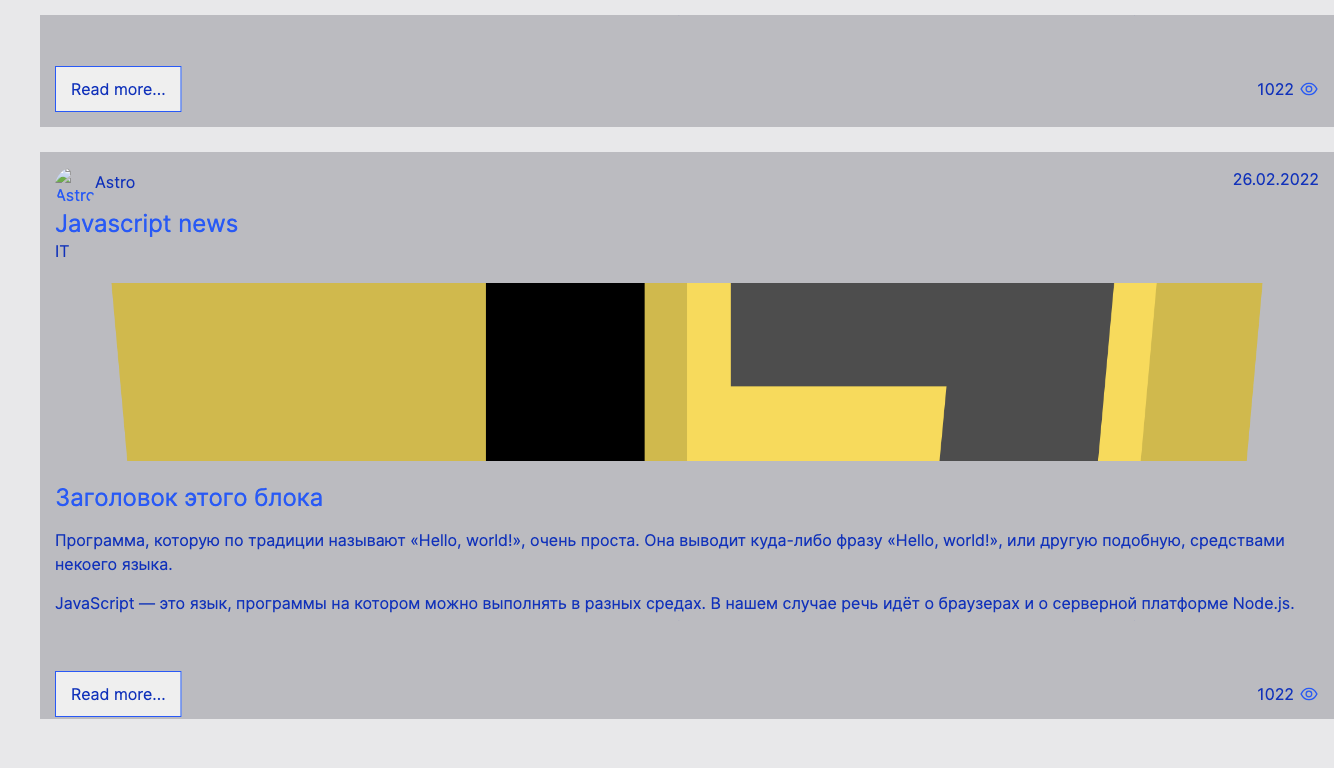 Read more...
1022
Astro
Astro
26.02.2022
Javascript news
IT
Заголовок этого блока
Программа, которую по традиции называют «Hello, world!», очень проста. Она выводит куда-либо фразу «Hello, world!», или другую подобную, средствами
некоего языка.
JavaScript — это язык, программы на котором можно выполнять в разных средах. В нашем случае речь идёт о браузерах и о серверной платформе Node.js.
Read more...
1022